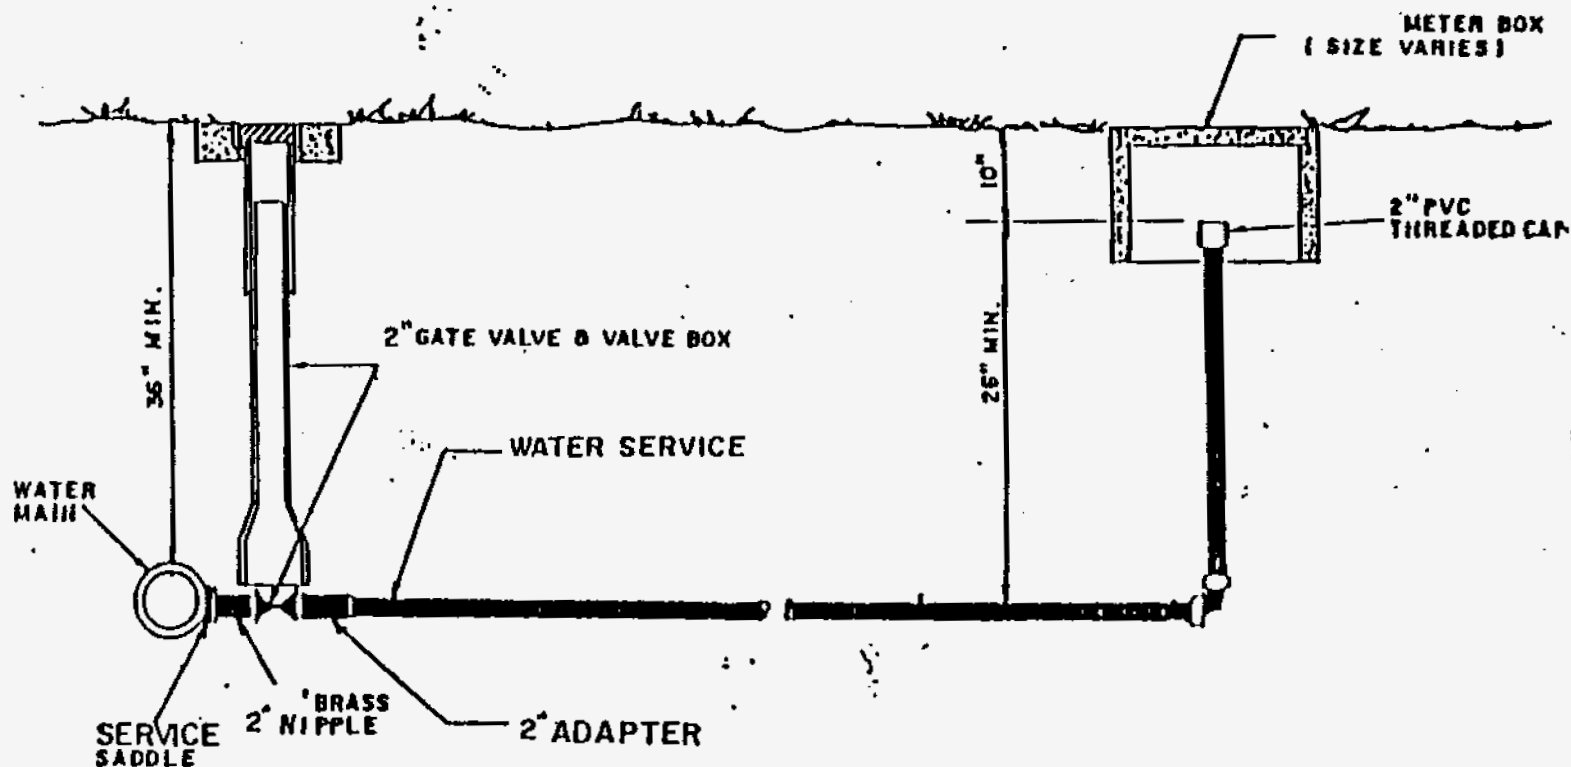 METER BOX
( SIZE VARIES )
10"
2" PVC
THREADED CAP
36" MIN.
2" GATE VALVE & VALVE BOX
26" MIN.
WATER SERVICE
WATER
MAIN
2" BRASS
NIPPLE
2" ADAPTER
SERVICE
SADDLE